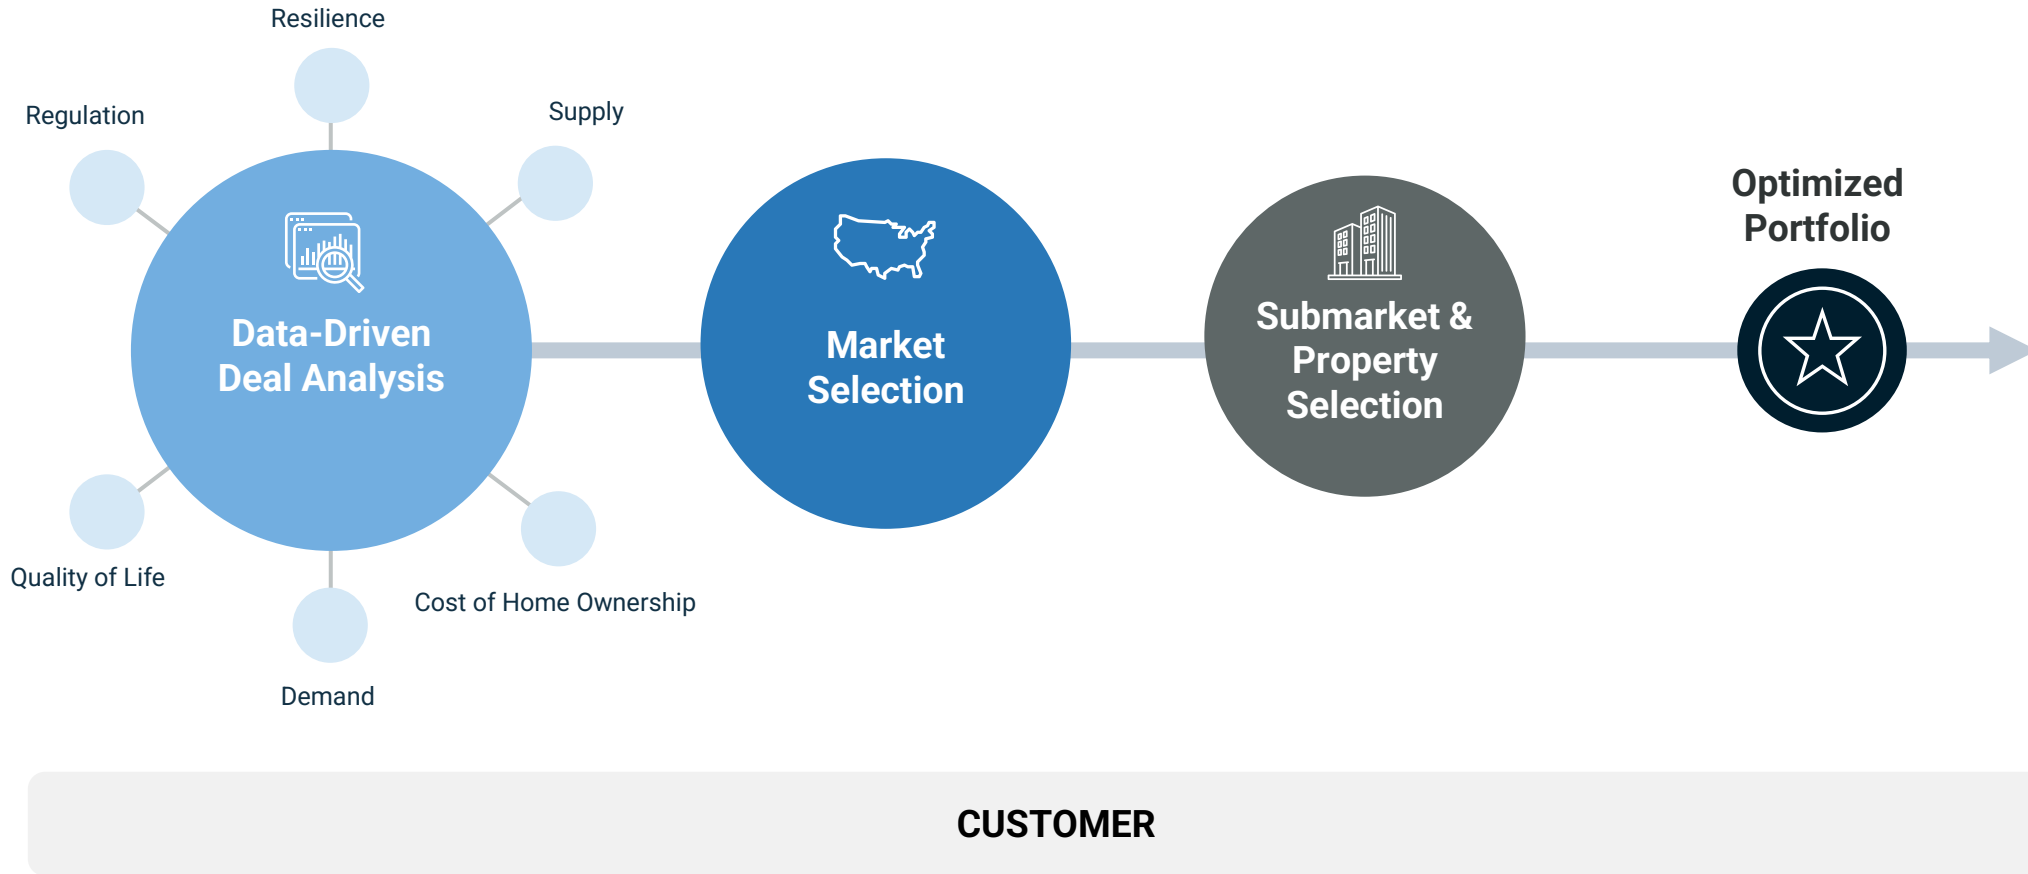 Resilience
Regulation
Supply
Data-Driven
Deal Analysis
Quality of Life
Cost of Home Ownership
Demand
Market
Selection
Submarket &
Property
Selection
Optimized
Portfolio
CUSTOMER